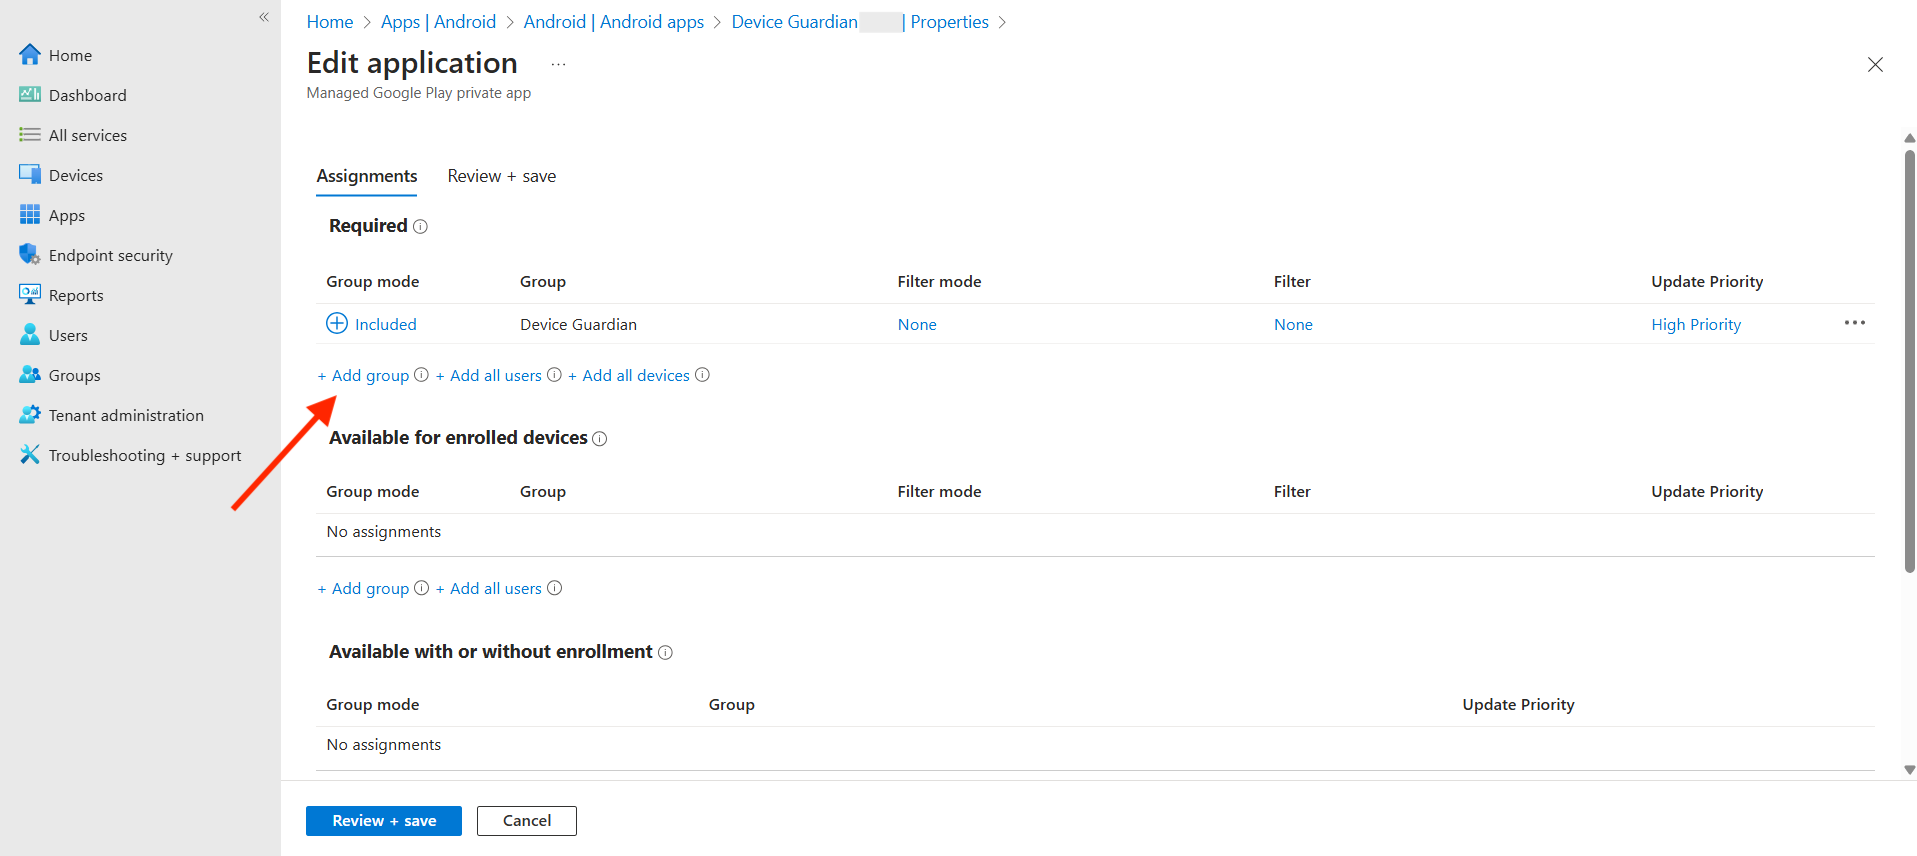 Home > Apps | Android > Android | Android apps > Device Guardian | Properties >
Edit application ...
Managed Google Play private app
Home
Dashboard
All services
Devices
Apps
Endpoint security
Reports
Users
Groups
Tenant administration
Troubleshooting + support
Assignments Review + save
Required
Group mode Group Filter mode Filter Update Priority
Included Device Guardian None None High Priority
+ Add group + Add all users + Add all devices
Available for enrolled devices
Group mode Group Filter mode Filter Update Priority
No assignments
+ Add group + Add all users
Available with or without enrollment
Group mode Group Update Priority
No assignments
Review + save Cancel